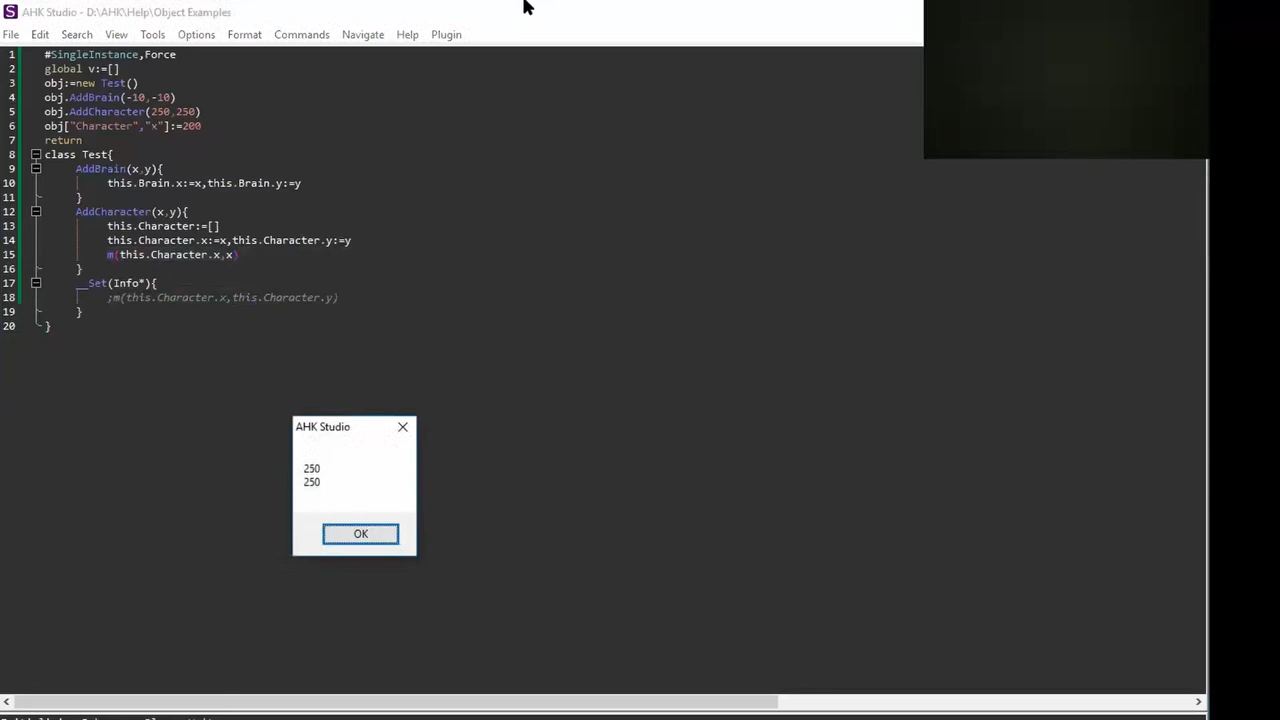 AHK Studio - D:\AHK\Help\Object Examples
File Edit Search View Tools Options Format Commands Navigate Help Plugin
1 #SingleInstance,Force
2 global v:=[]
3 obj:=new Test()
4 obj.AddBrain(-10,-10)
5 obj.AddCharacter(250,250)
6 obj["Character","x"]:=200
7 return
8 class Test{
9 AddBrain(x,y){
10 this.Brain.x:=x,this.Brain.y:=y
11 }
12 AddCharacter(x,y){
13 this.Character:=[]
14 this.Character.x:=x,this.Character.y:=y
15 m(this.Character.x,x)
16 }
17 __Set(Info*){
18 ;m(this.Character.x,this.Character.y)
19 }
20 }
AHK Studio
250
250
OK